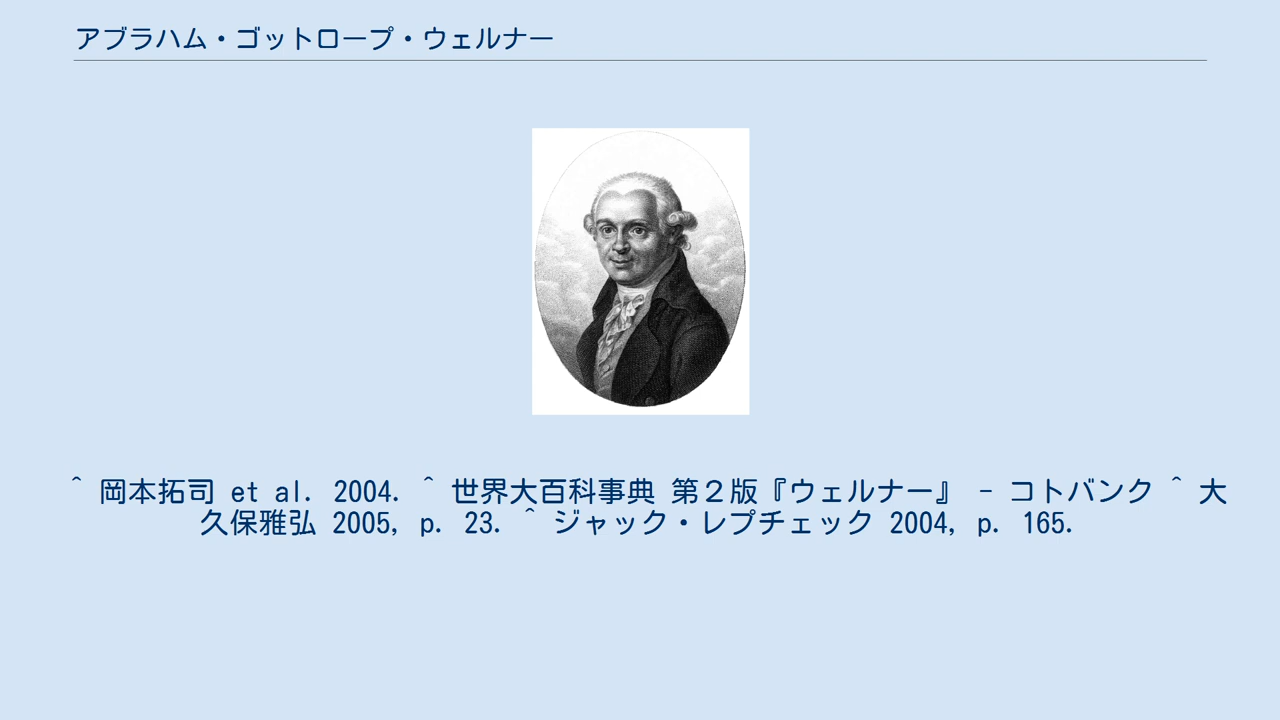 アブラハム・ゴットロープ・ウェルナー
^ 岡本拓司 et al. 2004. ^ 世界大百科事典 第２版『ウェルナー』 - コトバンク ^ 大
久保雅弘 2005, p. 23. ^ ジャック・レプチェック 2004, p. 165.